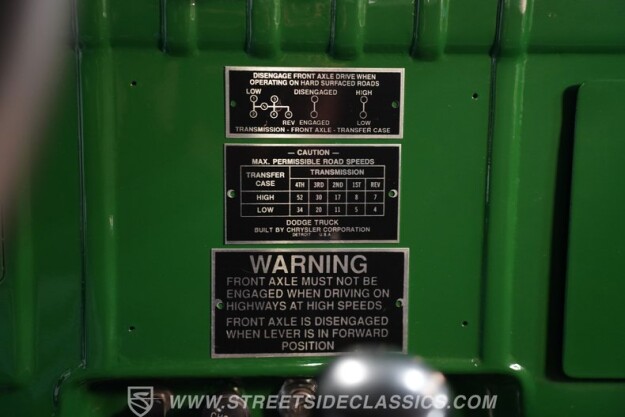 DISENGAGE FRONT AXLE DRIVE WHEN
OPERATING ON HARD SURFACED ROADS
LOW DISENGAGED HIGH
REV ENGAGED LOW
TRANSMISSION - FRONT AXLE - TRANSFER CASE
— CAUTION —
MAX. PERMISSIBLE ROAD SPEEDS
TRANSFER CASE TRANSMISSION
4TH 3RD 2ND 1ST REV
HIGH 52 30 17 8 7
LOW 34 20 11 5 4
DODGE TRUCK
BUILT BY CHRYSLER CORPORATION
DETROIT U.S.A.
WARNING
FRONT AXLE MUST NOT BE
ENGAGED WHEN DRIVING ON
HIGHWAYS AT HIGH SPEEDS.
FRONT AXLE IS DISENGAGED
WHEN LEVER IS IN FORWARD
POSITION
WWW.STREETSIDECLASSICS.COM